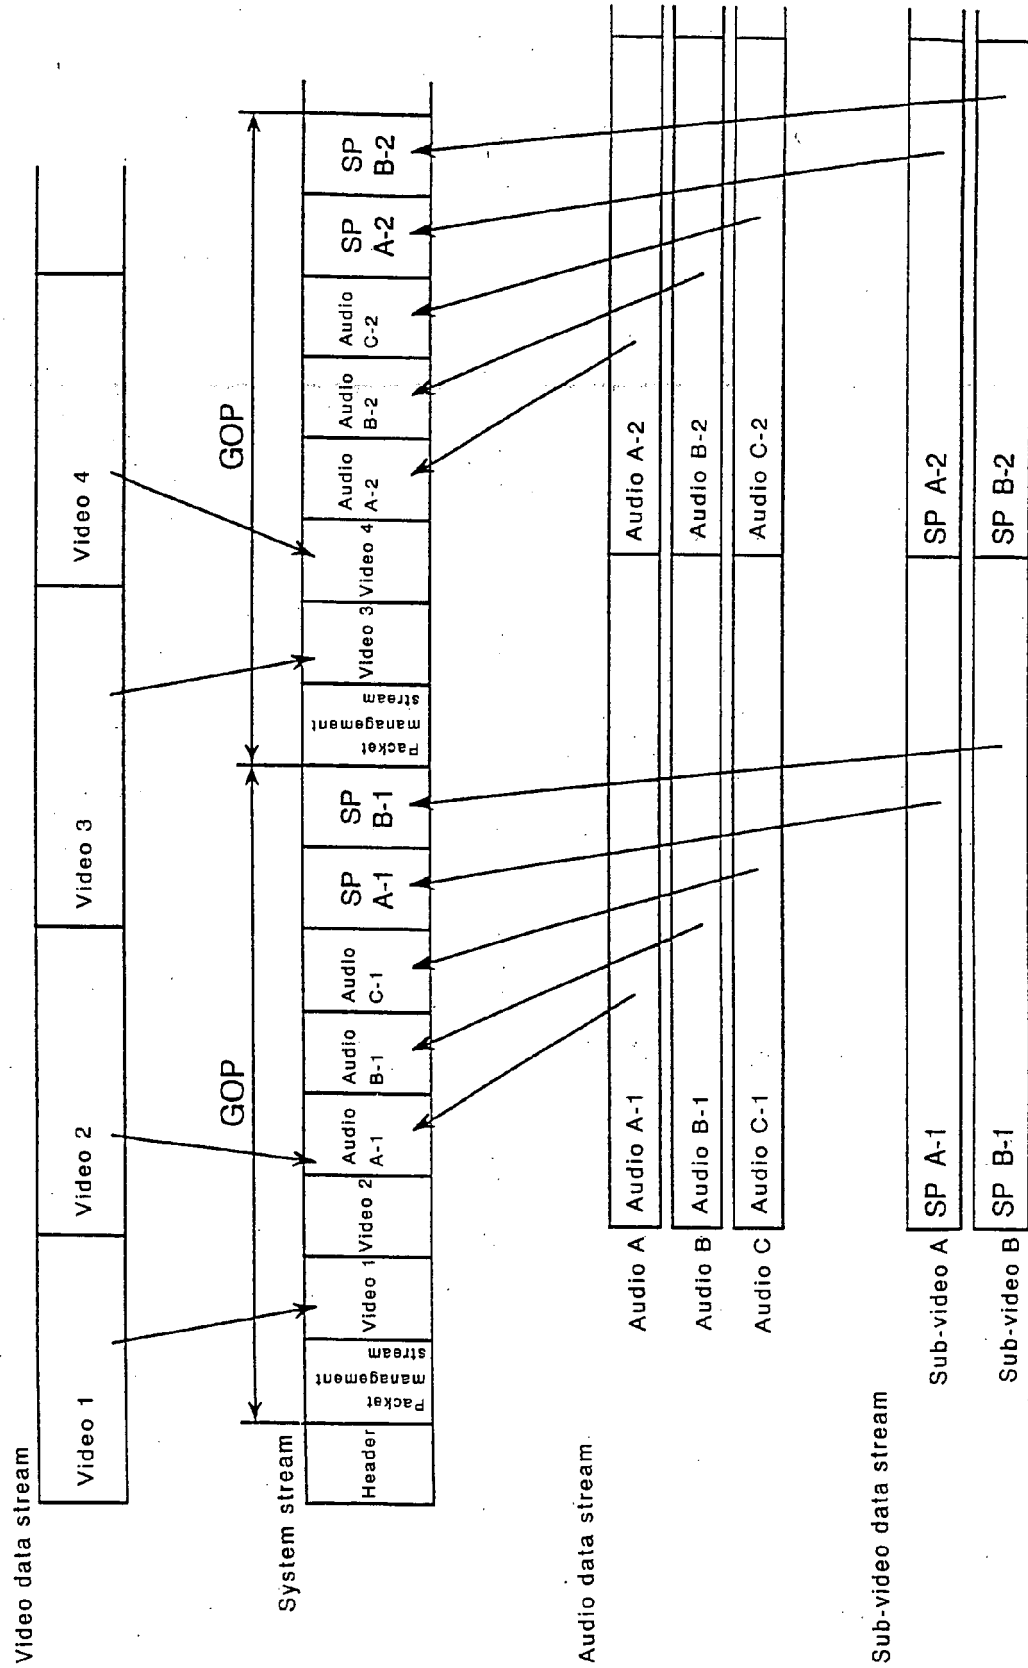 Video data stream
Video 1
Video 2
Video 3
Video 4
GOP
GOP
System stream
Header
Packet
management
stream
Video 1
Video 2
Audio
A-1
Audio
B-1
Audio
C-1
SP
A-1
SP
B-1
Packet
management
stream
Video 3
Video 4
Audio
A-2
Audio
B-2
Audio
C-2
SP
A-2
SP
B-2
Audio data stream
Audio A
Audio A-1
Audio A-2
Audio B
Audio B-1
Audio B-2
Audio C
Audio C-1
Audio C-2
Sub-video data stream
Sub-video A
SP A-1
SP A-2
Sub-video B
SP B-1
SP B-2